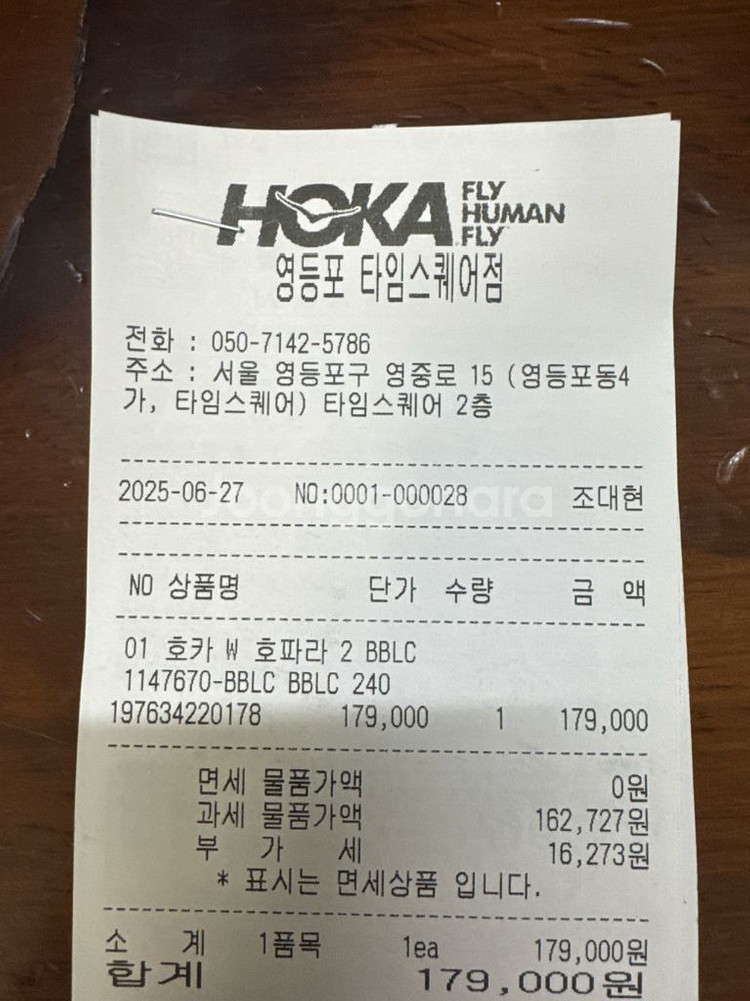 HOKA FLY
HUMAN
FLY
영등포 타임스퀘어점
전화 : 050-7142-5786
주소 : 서울 영등포구 영중로 15 (영등포동4
가, 타임스퀘어) 타임스퀘어 2층
2025-06-27 NO:0001-000028 조대현
Joonggonara
NO 상품명 단가 수량 금 액
01 호카 W 호파라 2 BBLC
1147670-BBLC BBLC 240
197634220178 179,000 1 179,000
면세 물품가액 0원
과세 물품가액 162,727원
부 가 세 16,273원
* 표시는 면세상품 입니다.
소 계 1품목 1ea 179,000원
합계 179,000원